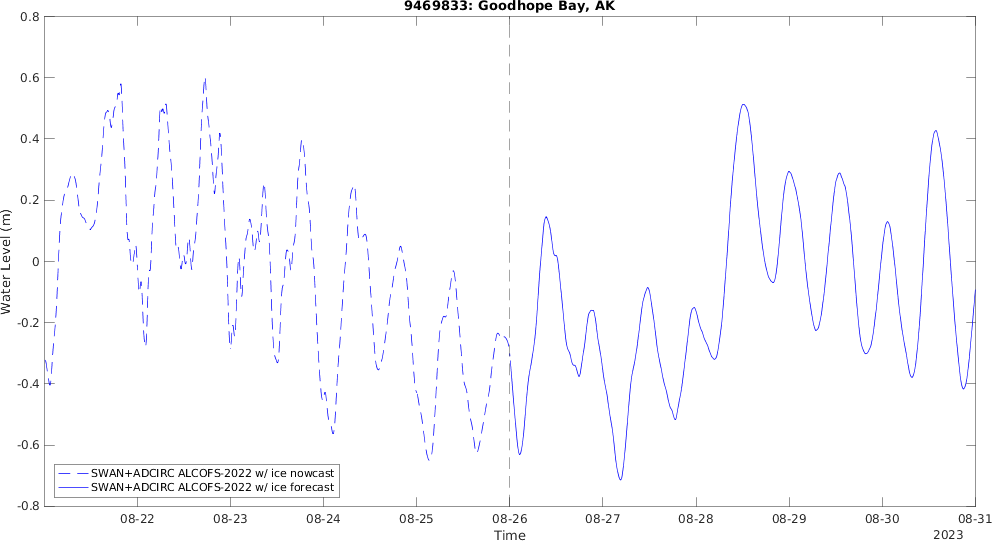 9469833: Goodhope Bay, AK
Water Level (m)
0.8
0.6
0.4
0.2
0
-0.2
-0.4
-0.6
-0.8
SWAN+ADCIRC ALCOFS-2022 w/ ice nowcast
SWAN+ADCIRC ALCOFS-2022 w/ ice forecast
08-22 08-23 08-24 08-25 08-26 08-27 08-28 08-29 08-30 08-31
Time
2023